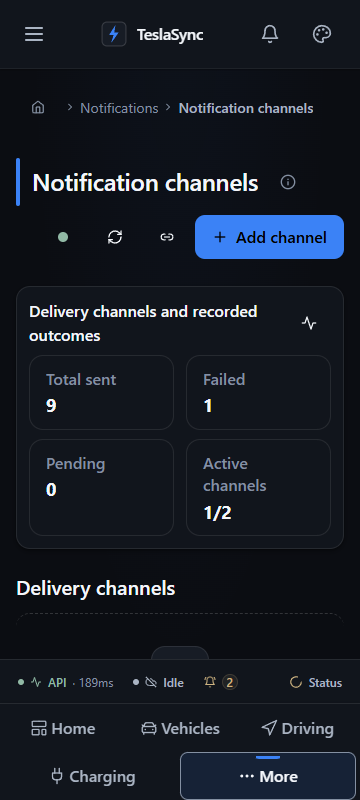 TeslaSync
Notifications Notification channels
Notification channels
Add channel
Delivery channels and recorded
outcomes
Total sent
9
Failed
1
Pending
0
Active
channels
1/2
Delivery channels
API · 189ms
Idle
2
Status
Home
Vehicles
Driving
Charging
More